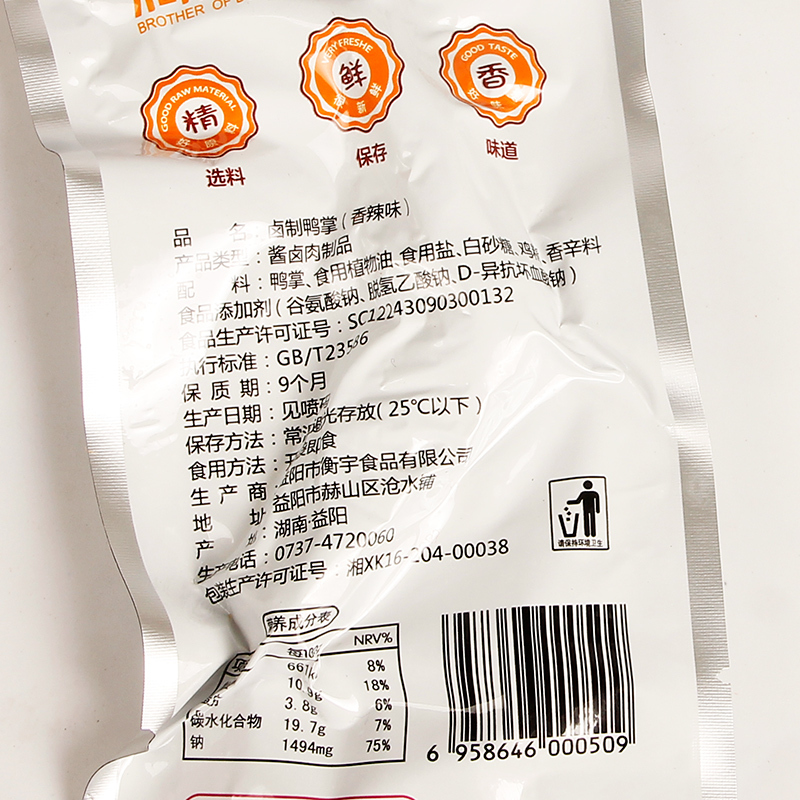 BROTHER OF
GOOD RAW MATERIAL
精
好原料
选料
VERY FRESHE
鲜
保存
GOOD TASTE
香
味道
品 名：卤制鸭掌(香辣味)
产品类型：酱卤肉制品
配 料：鸭掌、食用植物油、食用盐、白砂糖、鸡精、香辛料
食品添加剂(谷氨酸钠、脱氢乙酸钠、D-异抗坏血酸钠)
食品生产许可证号：SC12243090300132
执行标准：GB/T23586
保 质 期：9个月
生产日期：见喷码
保存方法：常温避光存放(25℃以下)
食用方法：开袋即食
生 产 商：益阳市衡宇食品有限公司
地 址：益阳市赫山区沧水铺
产 地：湖南·益阳
生产电话：0737-4720060
包装生产许可证号：湘XK16-204-00038
请保持环境卫生
营养成分表
NRV%
8%
10.9g 18%
3.8g 6%
碳水化合物 19.7g 7%
钠 1494mg 75%
6 958646 000509